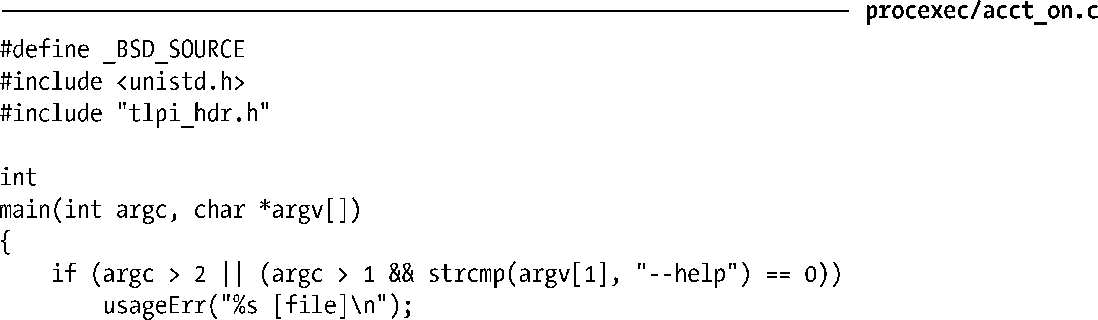 procexec/acct_on.c
#define _BSD_SOURCE
#include <unistd.h>
#include "tlpi_hdr.h"
int
main(int argc, char *argv[])
{
    if (argc > 2 || (argc > 1 && strcmp(argv[1], "--help") == 0))
        usageErr("%s [file]\n");